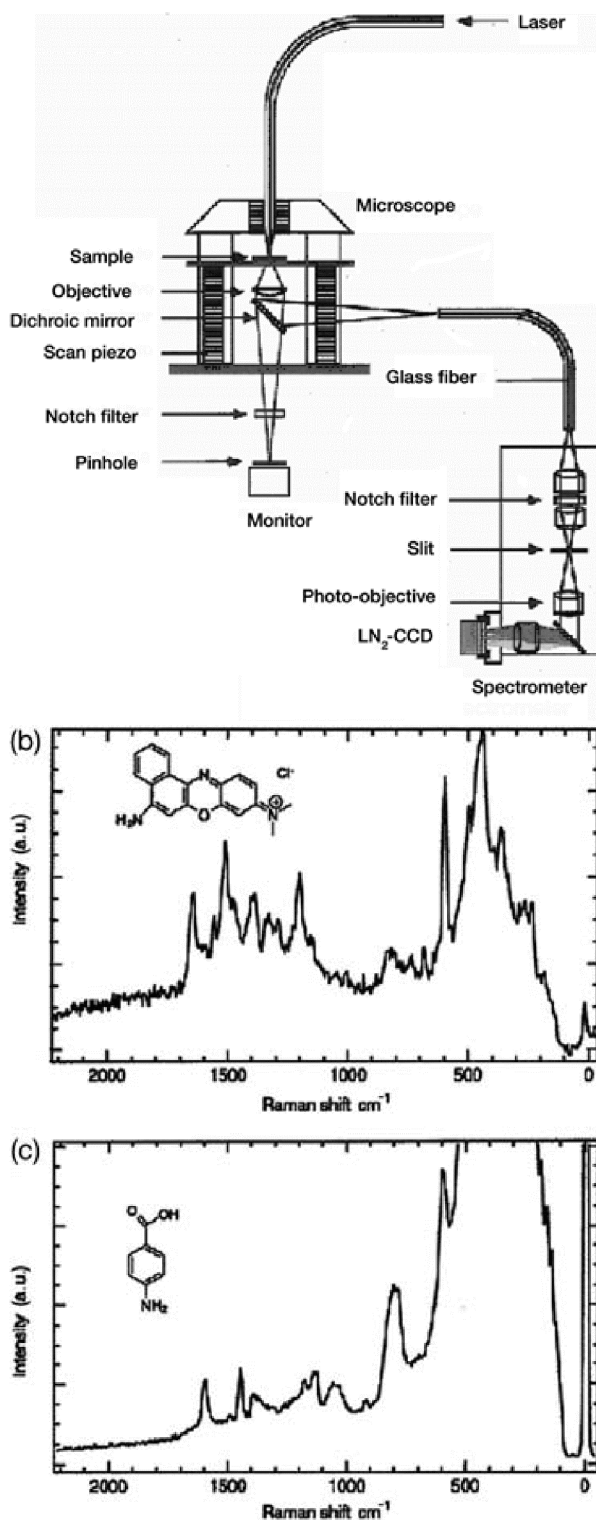 Laser
Microscope
Sample
Objective
Dichroic mirror
Scan piezo
Glass fiber
Notch filter
Pinhole
Monitor
Notch filter
Slit
Photo-objective
LN2-CCD
Spectrometer
(b)
Cl-
N
H2N
O
N
+
Intensity (a.u.)
2000 1500 1000 500 0
Raman shift cm-1
(c)
O OH
NH2
Intensity (a.u.)
2000 1500 1000 500 0
Raman shift cm-1